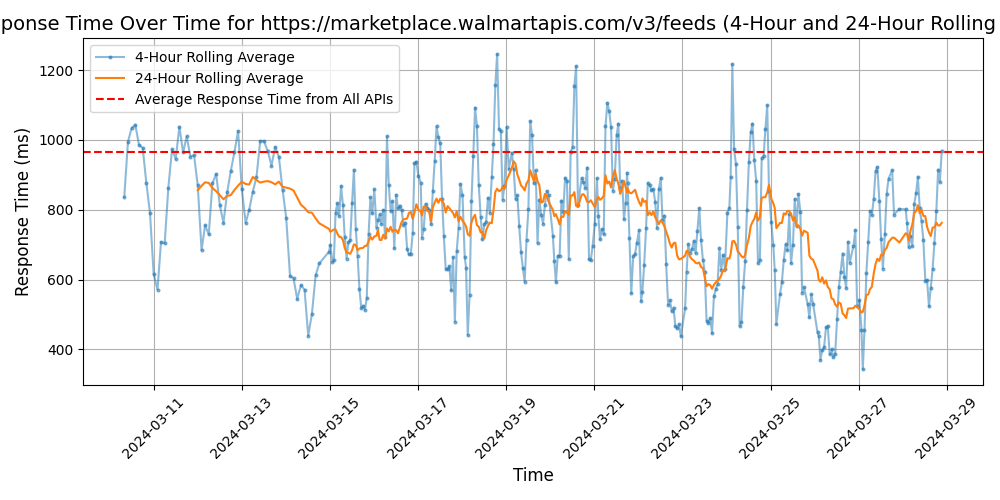 ponse Time Over Time for https://marketplace.walmartapis.com/v3/feeds (4-Hour and 24-Hour Rolling
4-Hour Rolling Average
24-Hour Rolling Average
Average Response Time from All APIs
Response Time (ms)
1200
1000
800
600
400
2024-03-11
2024-03-13
2024-03-15
2024-03-17
2024-03-19
2024-03-21
2024-03-23
2024-03-25
2024-03-27
2024-03-29
Time